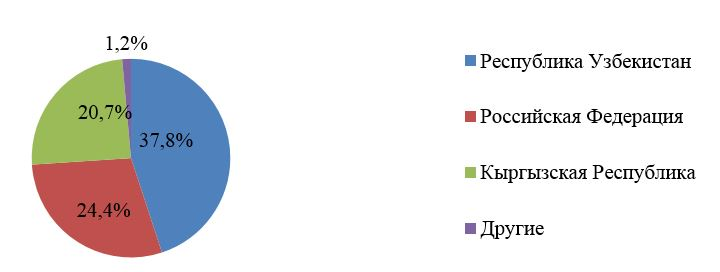 1,2%
20,7%
37,8%
24,4%
Республика Узбекистан
Российская Федерация
Кыргызская Республика
Другие